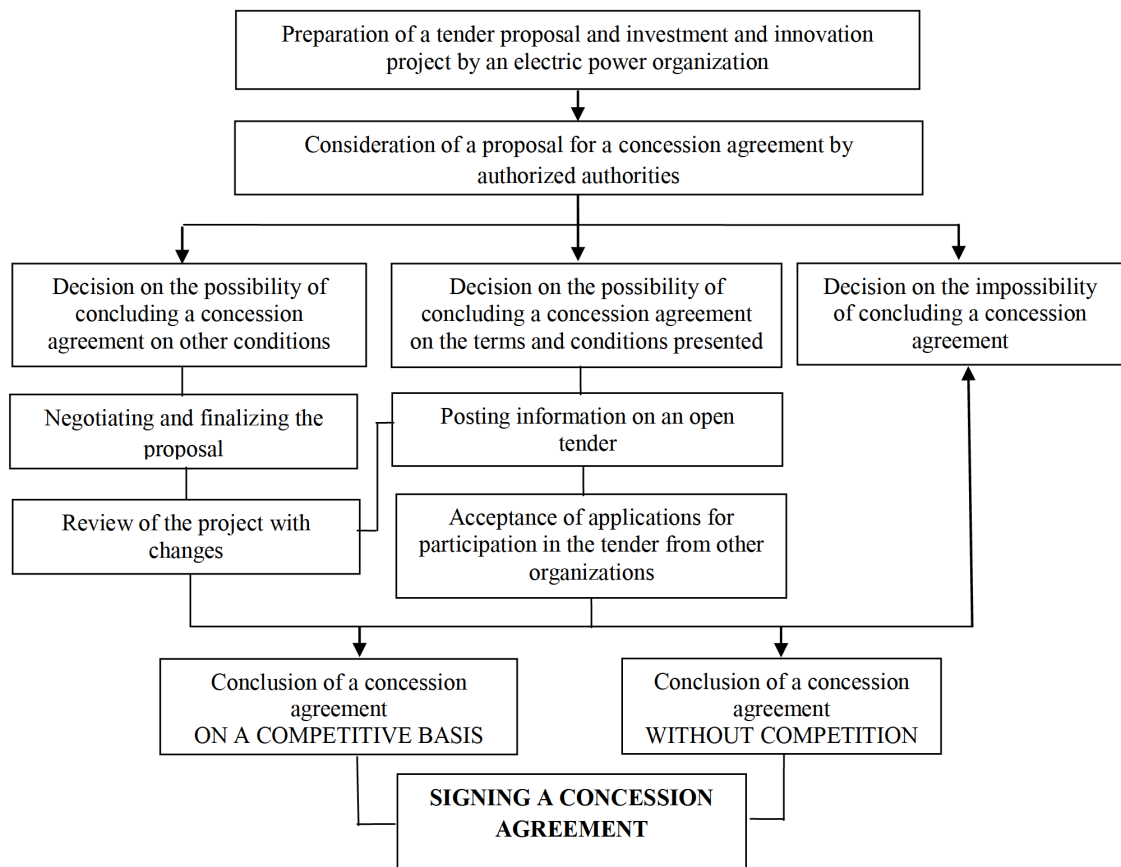 Preparation of a tender proposal and investment and innovation
project by an electric power organization
Consideration of a proposal for a concession agreement by
authorized authorities
Decision on the possibility of
concluding a concession
agreement on other conditions
Decision on the possibility of
concluding a concession agreement
on the terms and conditions presented
Decision on the impossibility
of concluding a concession
agreement
Negotiating and finalizing the
proposal
Posting information on an open
tender
Review of the project with
changes
Acceptance of applications for
participation in the tender from other
organizations
Conclusion of a concession
agreement
ON A COMPETITIVE BASIS
Conclusion of a concession
agreement
WITHOUT COMPETITION
SIGNING A CONCESSION
AGREEMENT